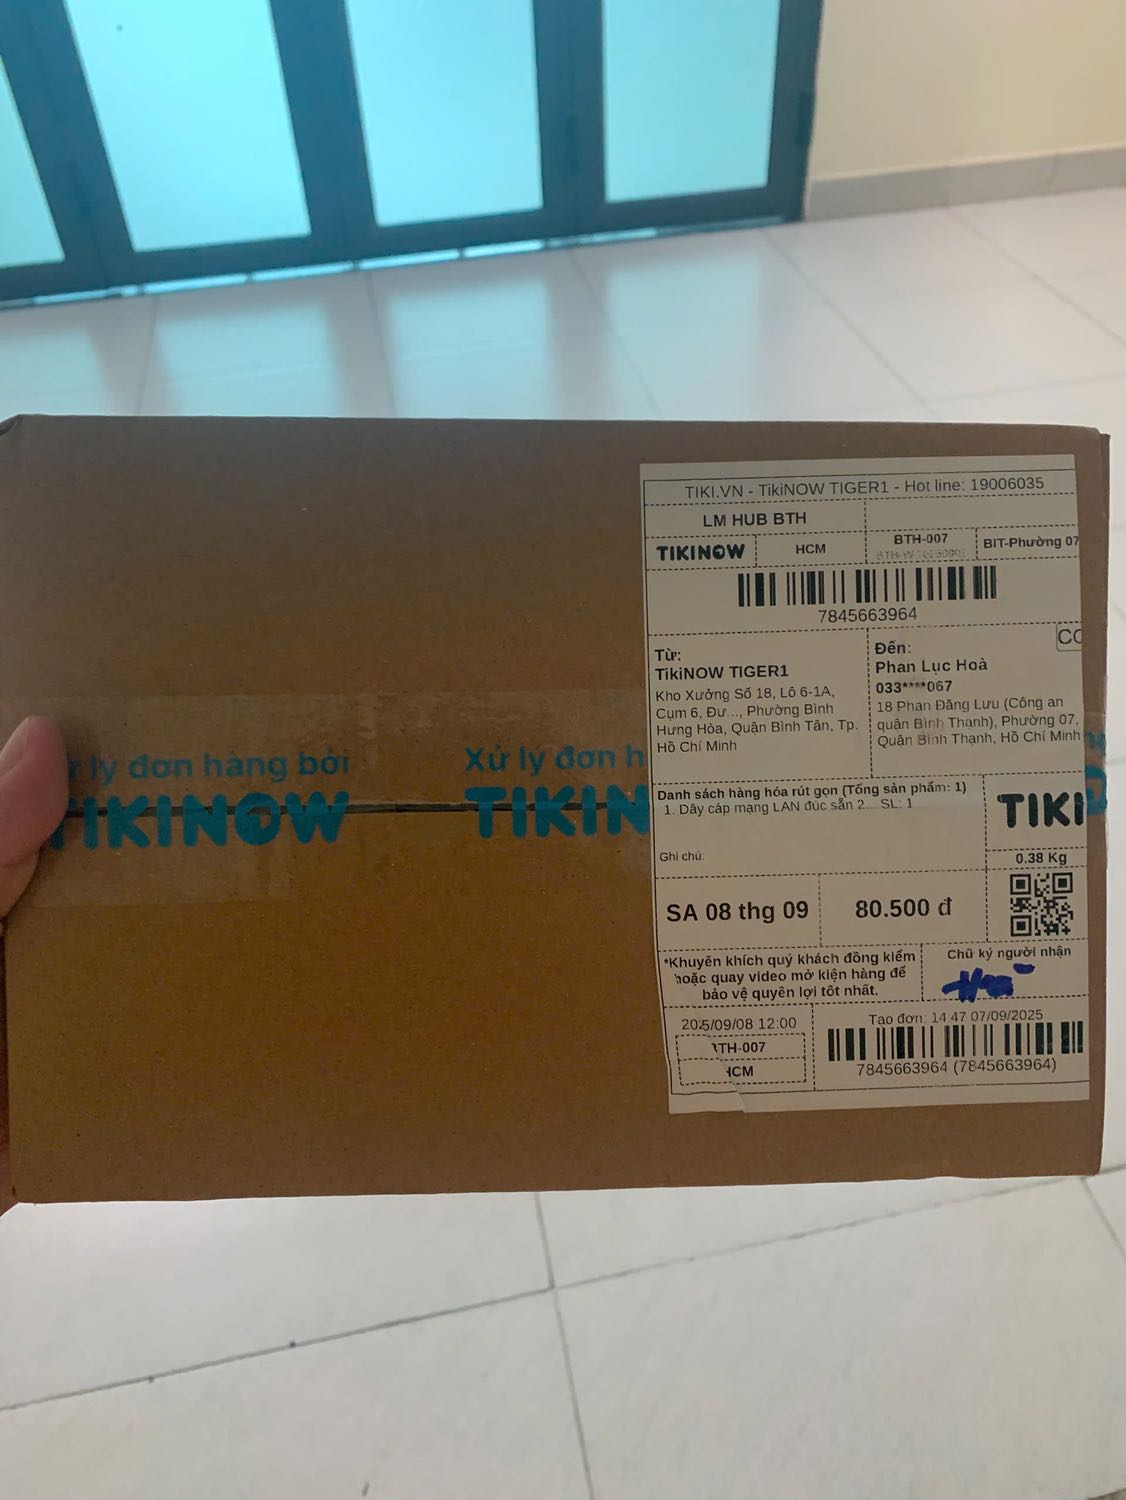 TIKI.VN - TikiNOW TIGER1 - Hot line: 19006035
LM HUB BTH
TIKINOW
HCM
BTH-007
BIT-Phường 07
7845663964
Từ:
TikiNOW TIGER1
Kho Xưởng Số 18, Lô 6-1A,
Cụm 6, Đư..., Phường Bình
Hưng Hòa, Quận Bình Tân, Tp.
Hồ Chí Minh
Đến:
Phan Lục Hoà
033****067
18 Phan Đăng Lưu (Công an
quận Bình Thạnh), Phường 07,
Quận Bình Thạnh, Hồ Chí Minh
Danh sách hàng hóa rút gọn (Tổng sản phẩm: 1)
1. Dây cáp mạng LAN đúc sẵn 2... SL: 1
Ghi chú:
TIKI
0.38 Kg
SA 08 thg 09
80.500 đ
*Khuyên khích quý khách đồng kiểm
hoặc quay video mở kiện hàng để
bảo vệ quyền lợi tốt nhất.
Chữ ký người nhận
Tạo đơn: 14:47 07/09/2025
/09/08 12:00
TH-007
HCM
7845663964 (7845663964)
lý đơn hàng bởi
TIKINOW
Xử lý đơn h
TIKIN